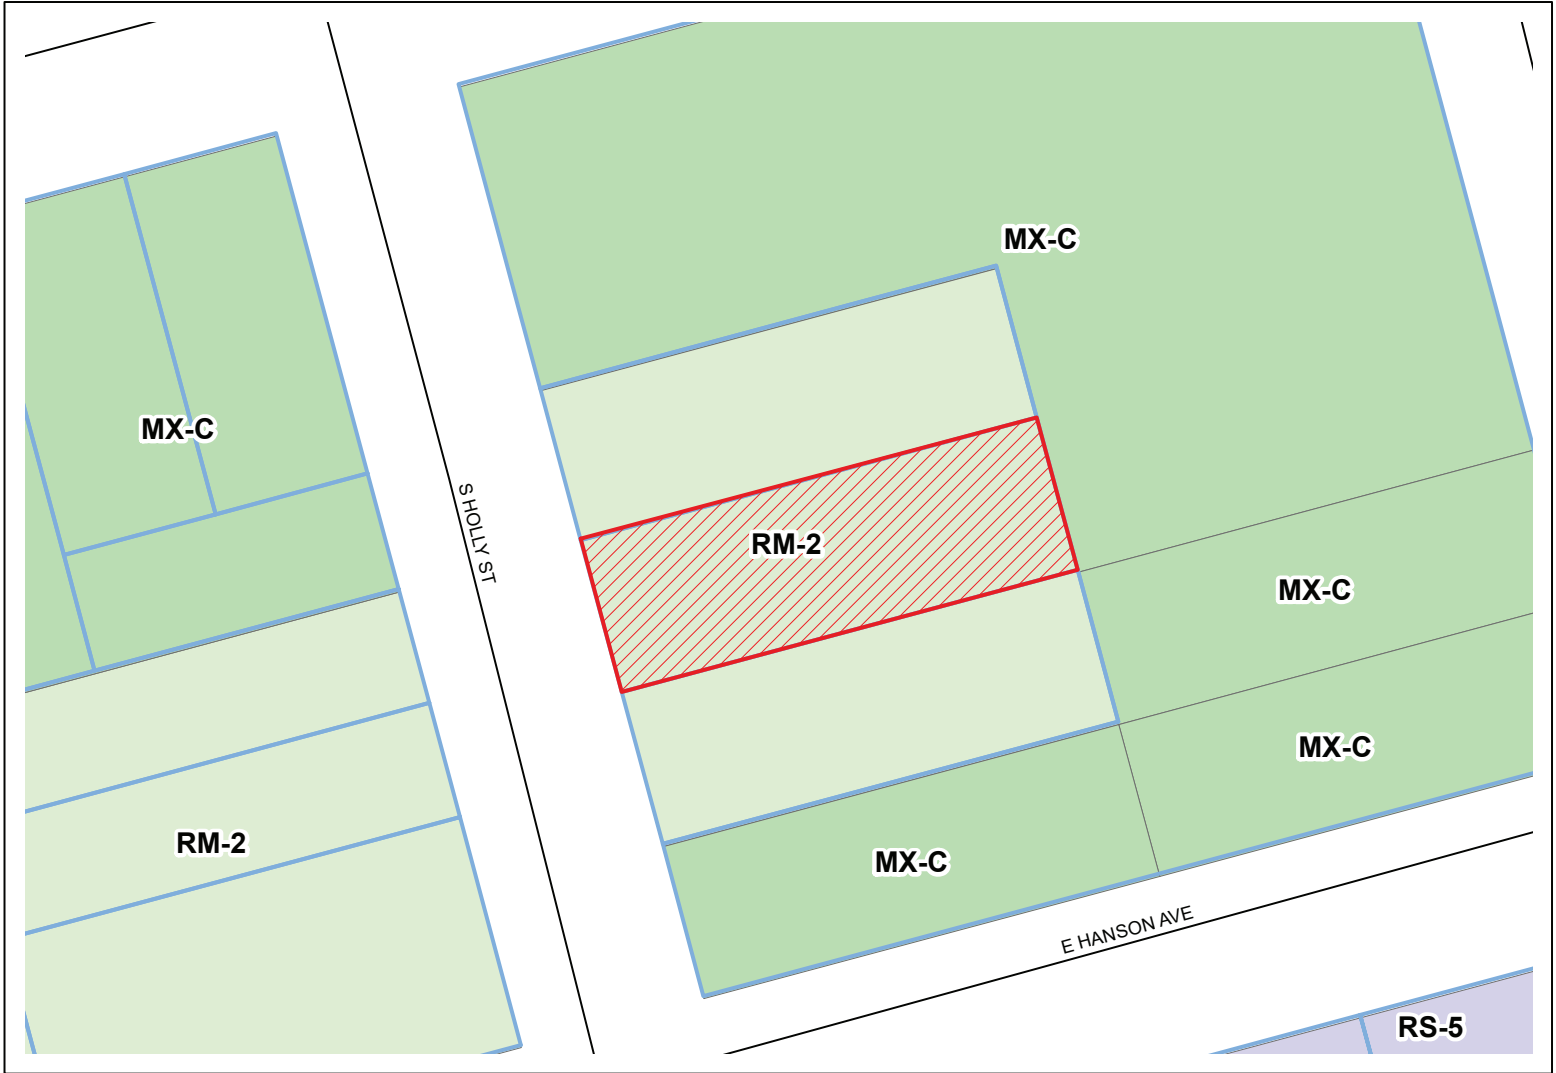 MX-C
MX-C
S HOLLY ST
RM-2
MX-C
MX-C
RM-2
MX-C
E HANSON AVE
RS-5